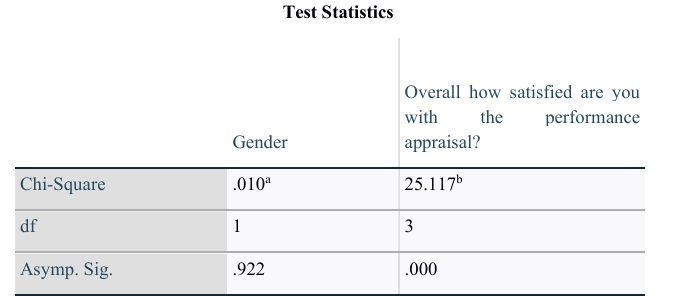 Test Statistics
Overall how satisfied are you
with the performance
Gender appraisal?
Chi-Square .010ᵃ 25.117ᵇ
df 1 3
Asymp. Sig. .922 .000